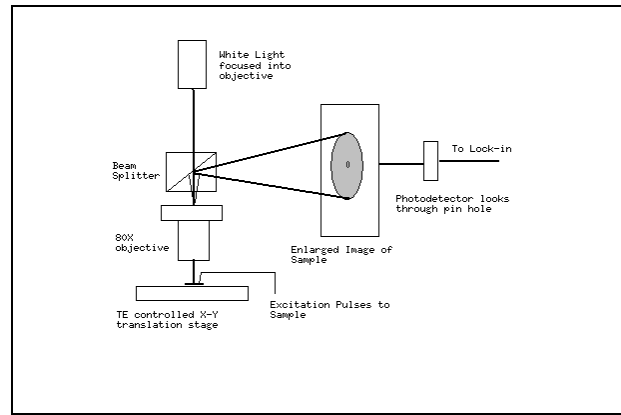 White Light
focused into
objective
Beam
Splitter
To Lock-in
Photodetector looks
through pin hole
80X
objective
Enlarged Image of
Sample
Excitation Pulses to
Sample
TE controlled X-Y
translation stage